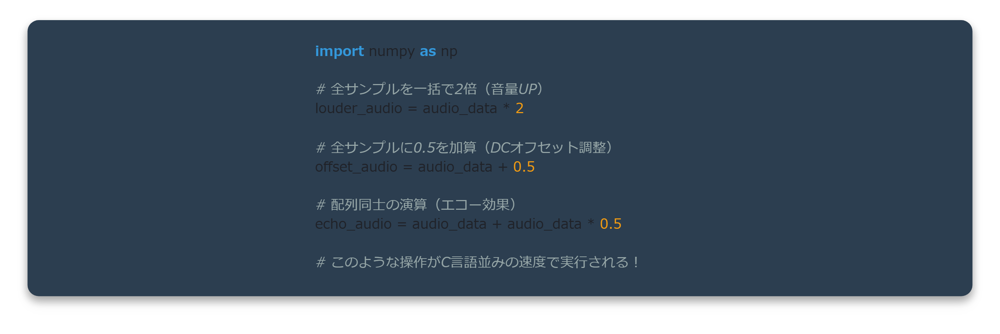 import numpy as np
# 全サンプルを一括で2倍（音量UP）
louder_audio = audio_data * 2
# 全サンプルに0.5を加算（DCオフセット調整）
offset_audio = audio_data + 0.5
# 配列同士の演算（エコー効果）
echo_audio = audio_data + audio_data * 0.5
# このような操作がC言語並みの速度で実行される！